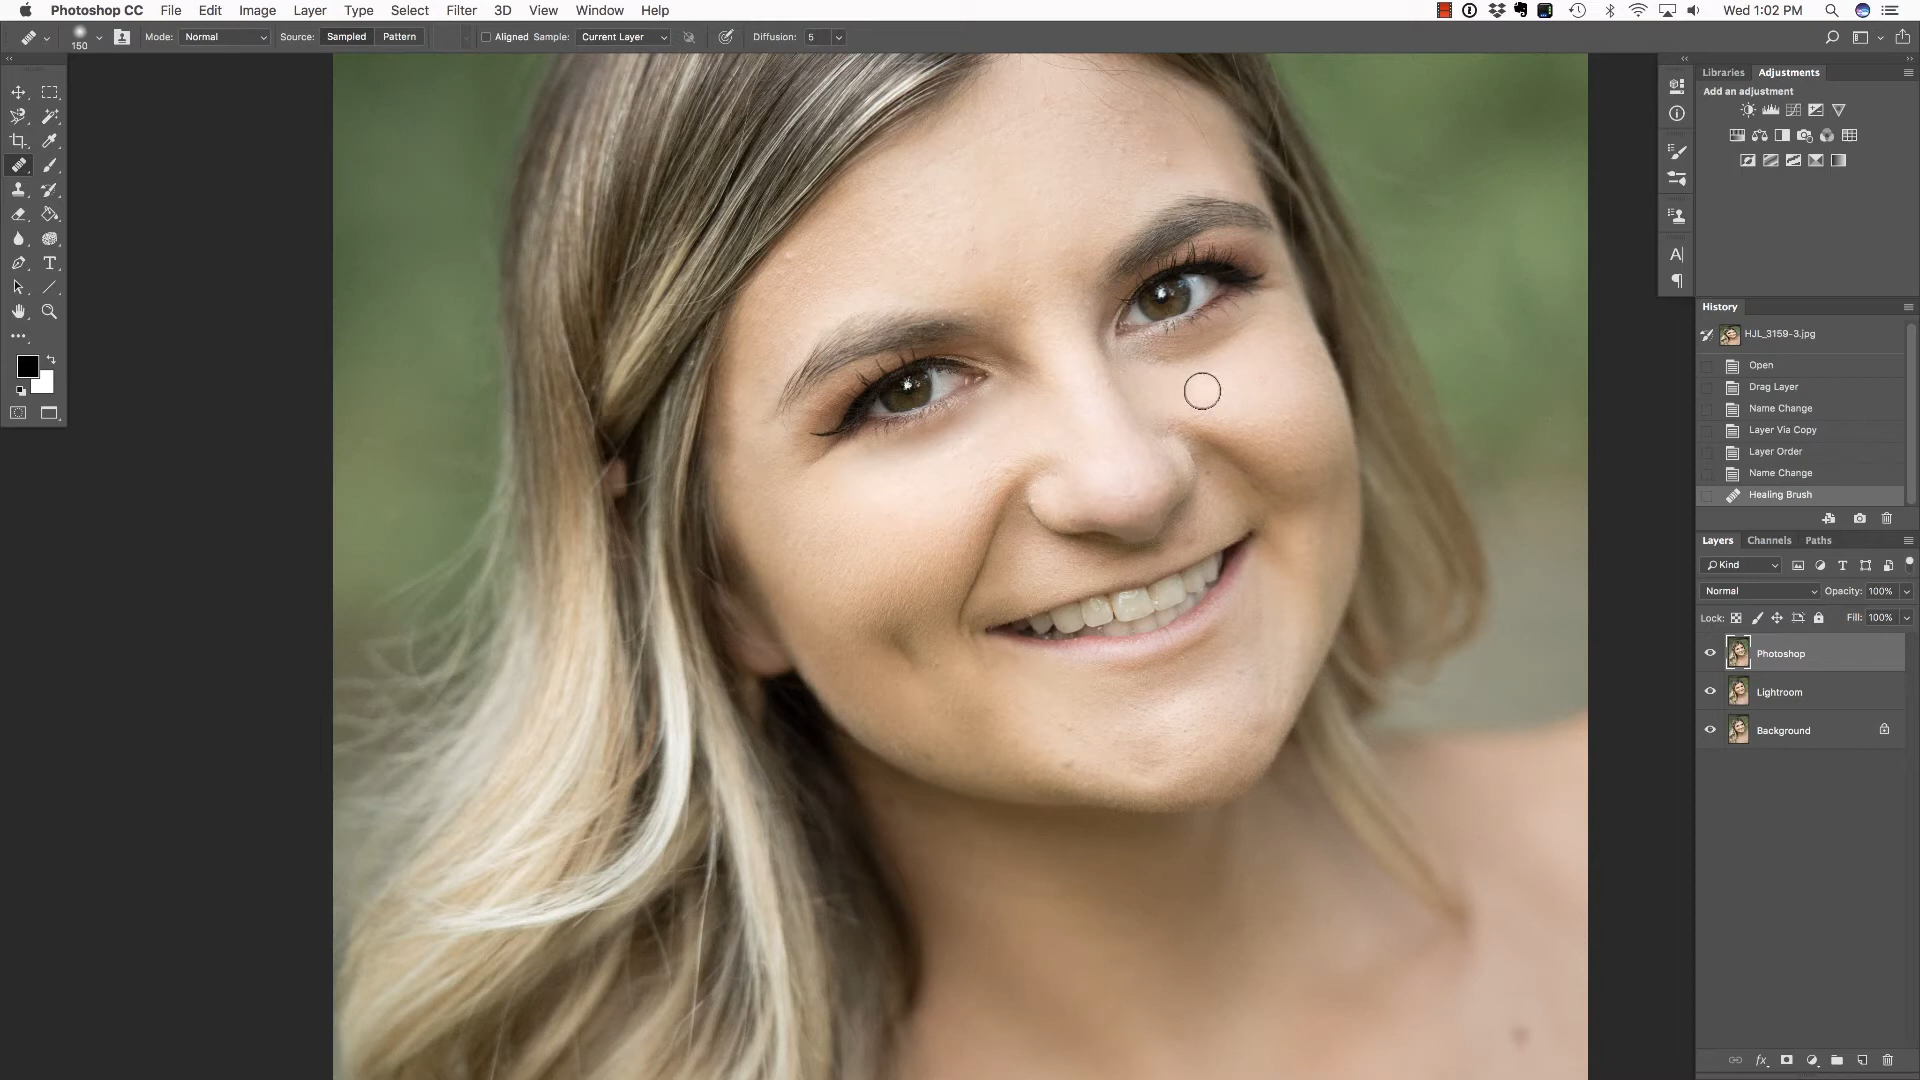 Photoshop CC File Edit Image Layer Type Select Filter 3D View Window Help Wed 1:02 PM
150 Mode: Normal Source: Sampled Pattern Aligned Sample: Current Layer Diffusion: 5
Libraries Adjustments
Add an adjustment
History
HJL_3159-3.jpg
Open
Drag Layer
Name Change
Layer Via Copy
Layer Order
Name Change
Healing Brush
Layers Channels Paths
Kind
Normal Opacity: 100%
Lock: Fill: 100%
Photoshop
Lightroom
Background